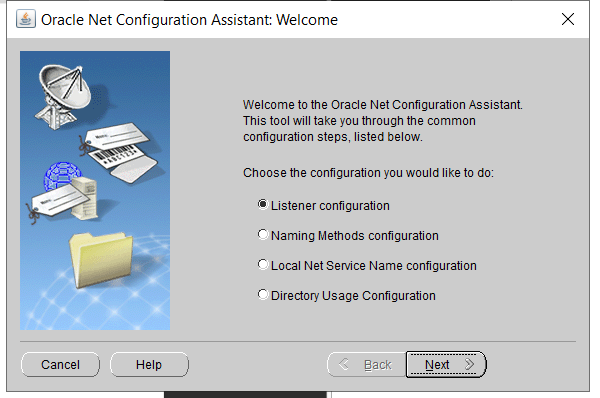 Oracle Net Configuration Assistant: Welcome
Welcome to the Oracle Net Configuration Assistant.
This tool will take you through the common
configuration steps, listed below.
Choose the configuration you would like to do:
Listener configuration
Naming Methods configuration
Local Net Service Name configuration
Directory Usage Configuration
Cancel
Help
Back
Next